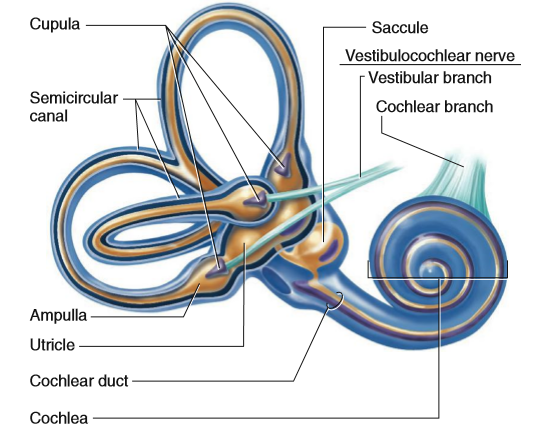 Cupula
Saccule
Vestibulocochlear nerve
Vestibular branch
Semicircular
canal
Cochlear branch
Ampulla
Utricle
Cochlear duct
Cochlea